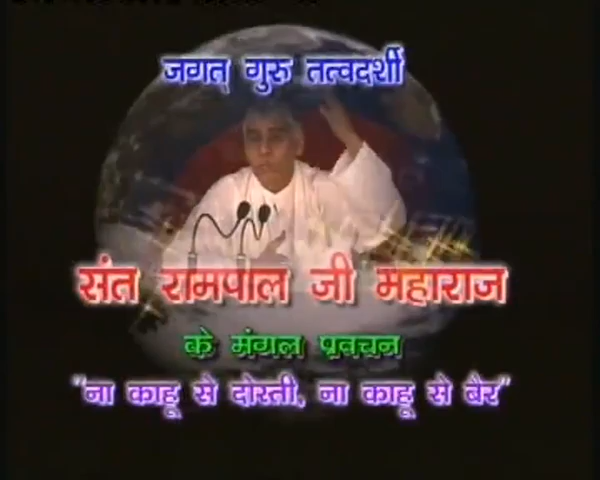 जगत् गुरु तत्वदर्शी
संत रामपाल जी महाराज
के मंगल प्रवचन
"ना काहू से दोस्ती, ना काहू से बैर"